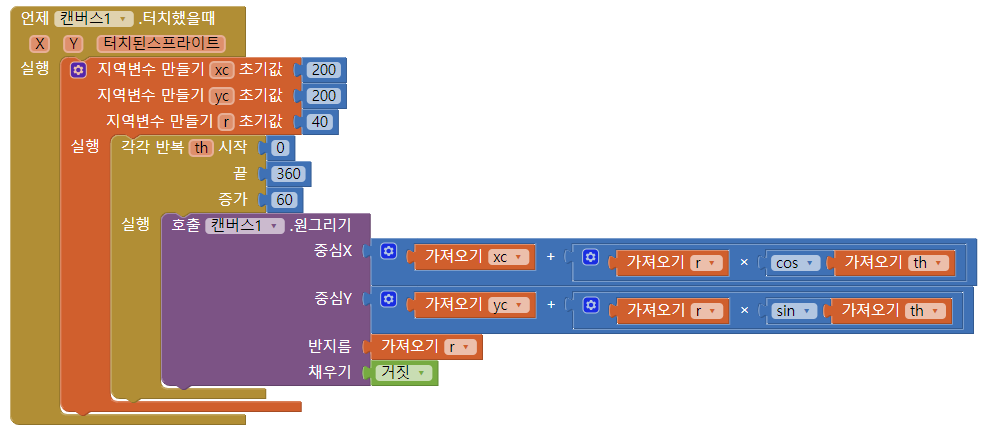 언제 캔버스1 .터치했을때
X Y 터치된스프라이트
실행 지역변수 만들기 xc 초기값 200
지역변수 만들기 yc 초기값 200
지역변수 만들기 r 초기값 40
실행 각각 반복 th 시작 0
끝 360
증가 60
실행 호출 캔버스1 .원그리기
중심X 가져오기 xc + 가져오기 r × cos 가져오기 th
중심Y 가져오기 yc + 가져오기 r × sin 가져오기 th
반지름 가져오기 r
채우기 거짓